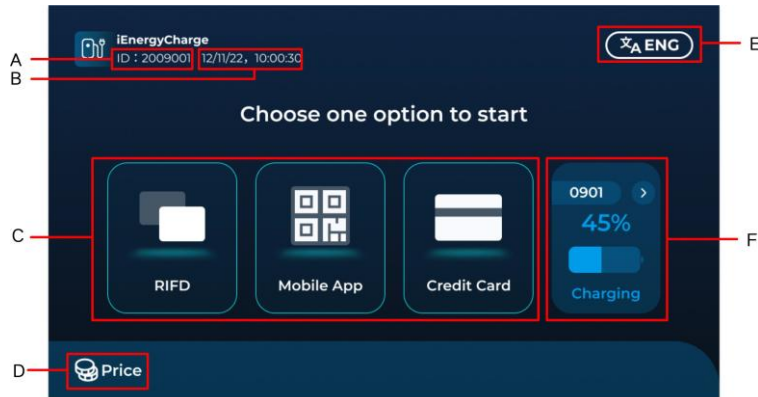 iEnergyCharge
A
ID：2009001 12/11/22，10:00:30
B
ENG
E
Choose one option to start
C
RIFD
Mobile App
Credit Card
0901
45%
Charging
F
D
Price